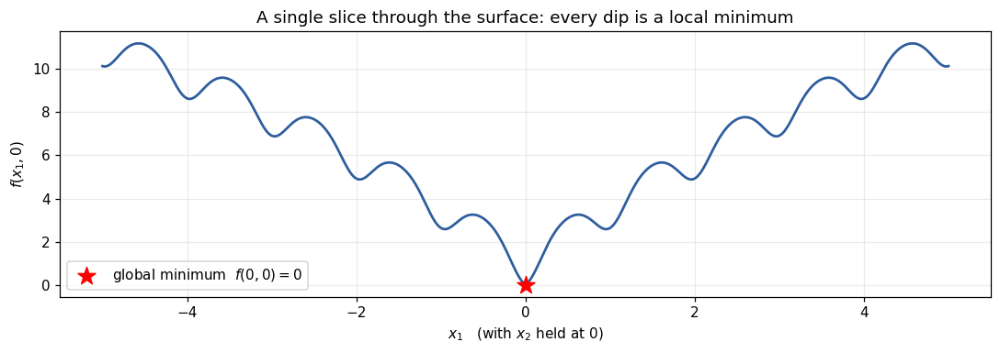 A single slice through the surface: every dip is a local minimum
f(x₁, 0)
10
8
6
4
2
0
★ global minimum f(0, 0) = 0
−4
−2
0
2
4
x₁ (with x₂ held at 0)